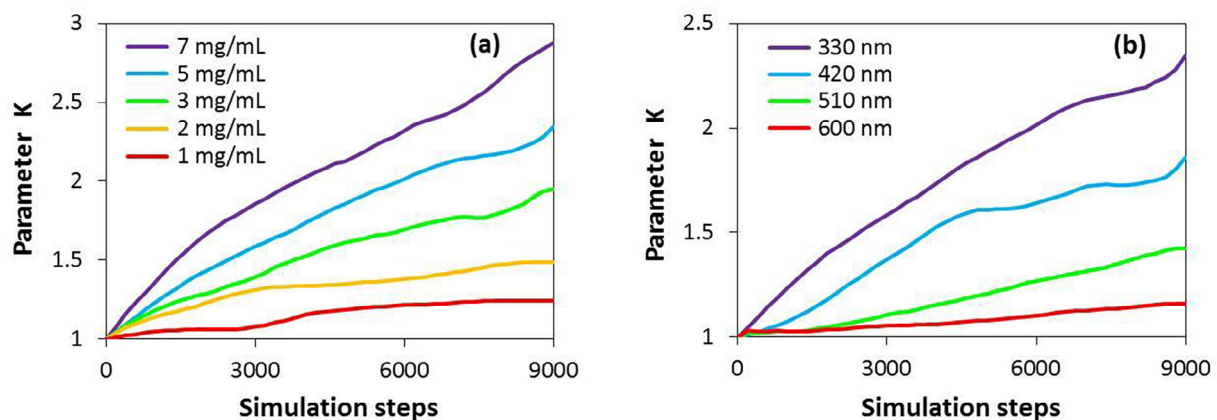 3
2.5
2
1.5
1
Parameter K
(a)
7 mg/mL
5 mg/mL
3 mg/mL
2 mg/mL
1 mg/mL
0
3000
6000
9000
Simulation steps
2.5
2
1.5
1
Parameter K
(b)
330 nm
420 nm
510 nm
600 nm
0
3000
6000
9000
Simulation steps